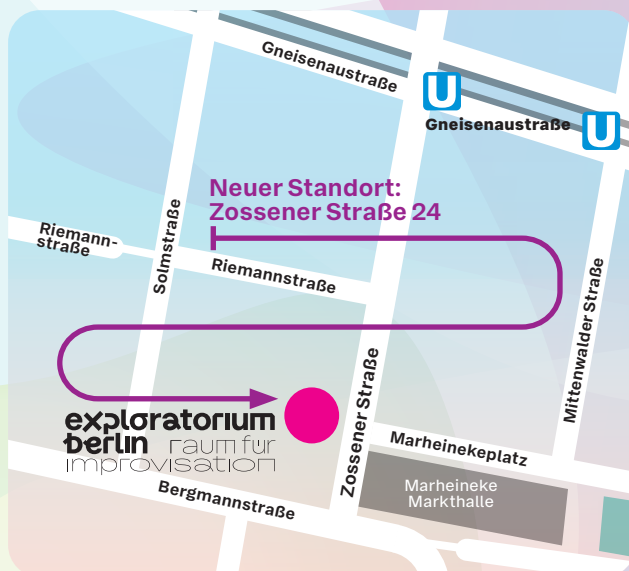 Gneisenaustraße
U
Gneisenaustraße
U
Neuer Standort:
Zossener Straße 24
Riemann-
straße
Solmstraße
Riemannstraße
Mittenwalder Straße
Zossener Straße
exploratorium
berlin raum für
improvisation
Marheinekeplatz
Marheineke
Markthalle
Bergmannstraße